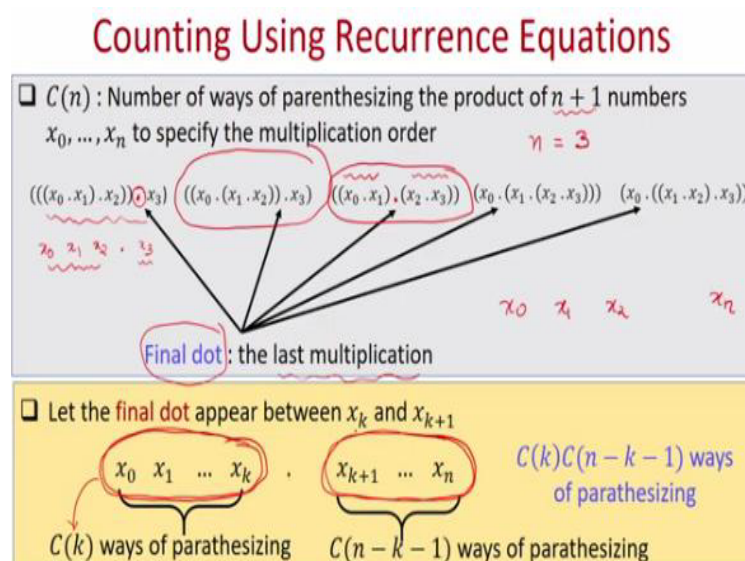 Counting Using Recurrence Equations
❑ C(n) : Number of ways of parenthesizing the product of n + 1 numbers
x₀, ..., xₙ to specify the multiplication order
n = 3
(((x₀ . x₁) . x₂)) . x₃) ((x₀ . (x₁ . x₂)) . x₃) ((x₀ . x₁) . (x₂ . x₃)) (x₀ . (x₁ . (x₂ . x₃))) (x₀ . ((x₁ . x₂) . x₃))
x₀ x₁ x₂ . x₃
x₀ x₁ x₂ xₙ
Final dot : the last multiplication
❑ Let the final dot appear between xₖ and xₖ₊₁
x₀ x₁ ... xₖ . xₖ₊₁ ... xₙ
C(k)C(n − k − 1) ways
of parathesizing
C(k) ways of parathesizing C(n − k − 1) ways of parathesizing